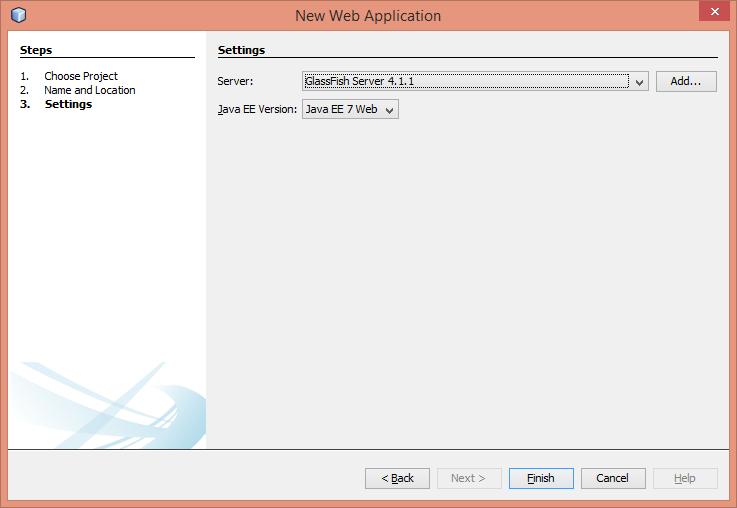 New Web Application
Steps
1. Choose Project
2. Name and Location
3. Settings
Settings
Server: GlassFish Server 4.1.1 Add...
Java EE Version: Java EE 7 Web
< Back Next > Finish Cancel Help